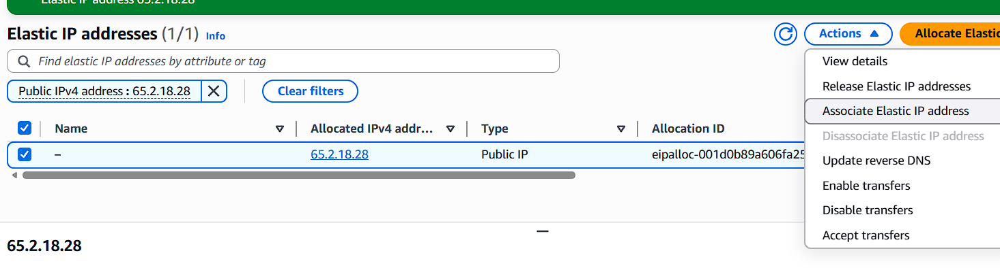 Elastic IP address 65.2.18.28
Elastic IP addresses (1/1) Info
Actions
Allocate Elastic
Find elastic IP addresses by attribute or tag
View details
Release Elastic IP addresses
Public IPv4 address : 65.2.18.28
Clear filters
Associate Elastic IP address
Name
Allocated IPv4 addr...
Type
Allocation ID
Disassociate Elastic IP address
–
65.2.18.28
Public IP
eipalloc-001d0b89a606fa25
Update reverse DNS
Enable transfers
Disable transfers
Accept transfers
65.2.18.28